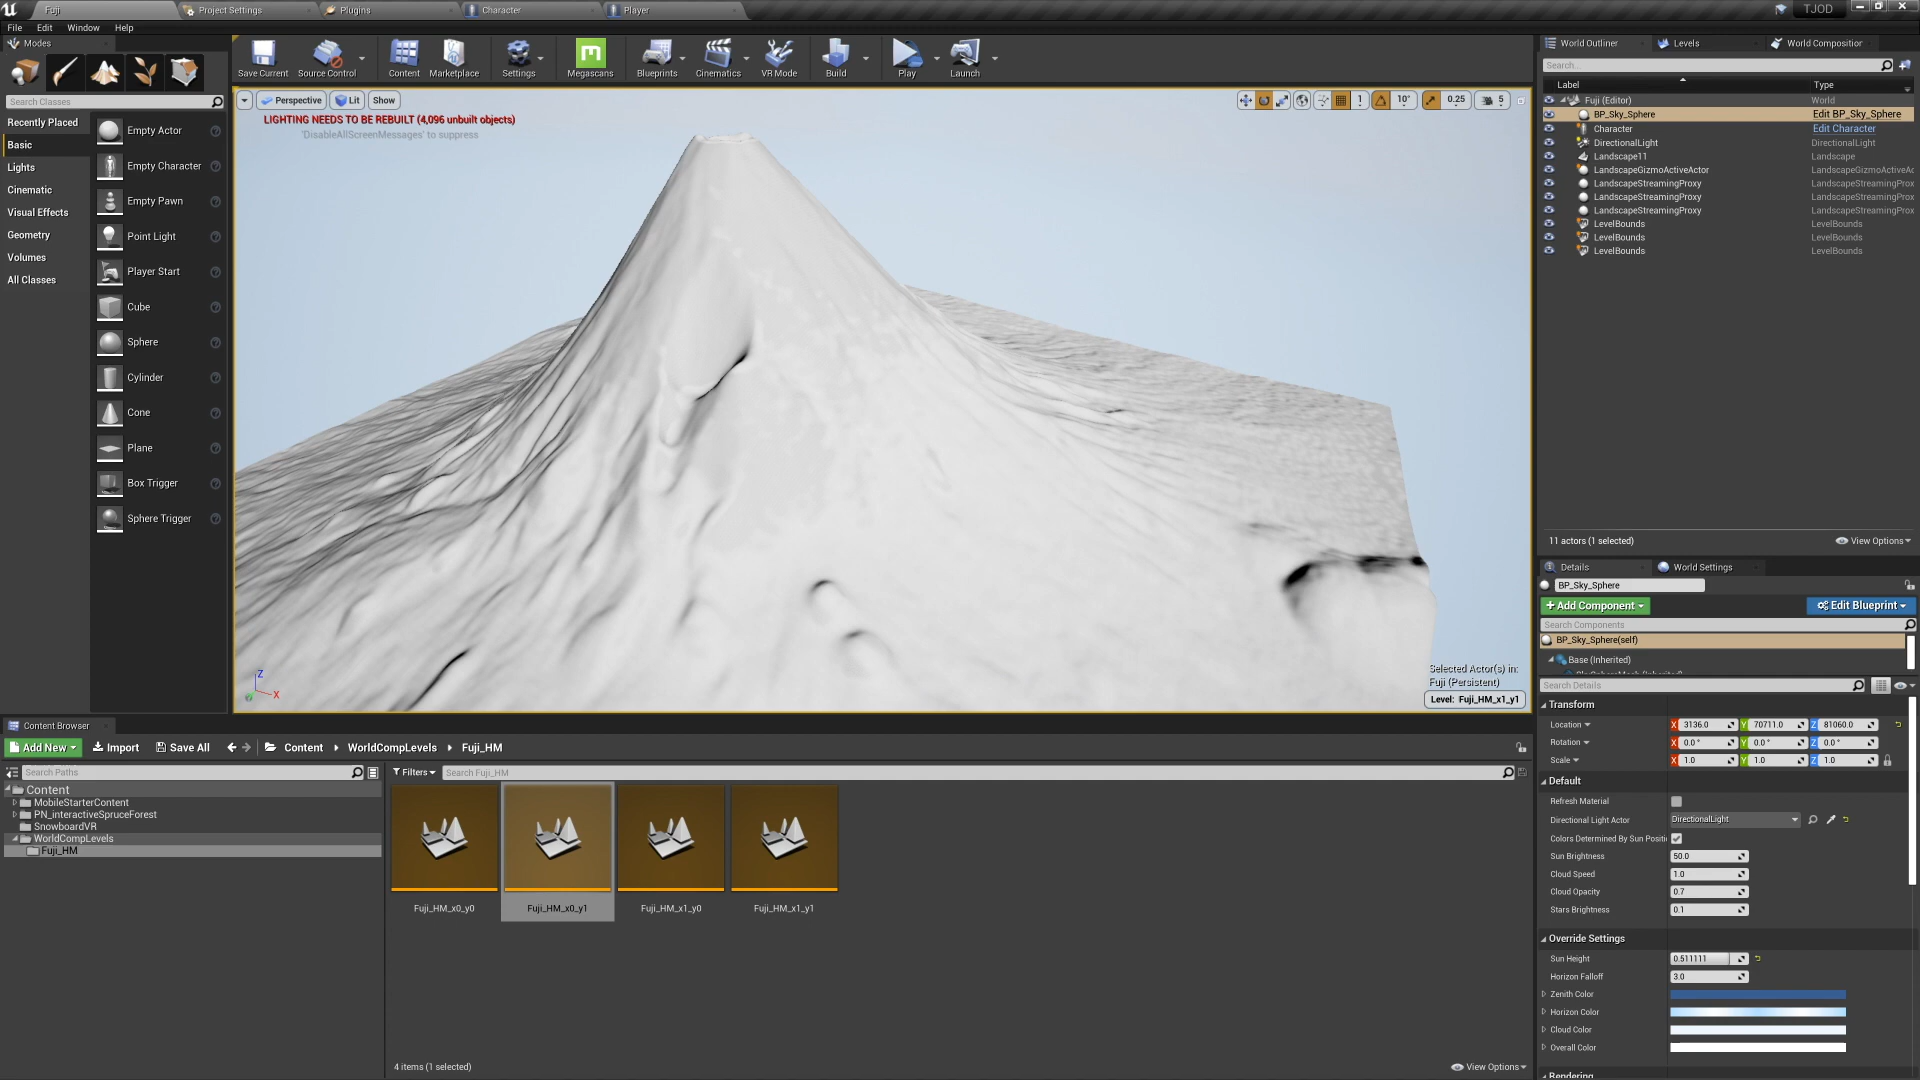 Fuji
Project Settings
Plugins
Character
Player
TJOD
File Edit Window Help
Modes
Search Classes
Recently Placed
Basic
Lights
Cinematic
Visual Effects
Geometry
Volumes
All Classes
Empty Actor
Empty Character
Empty Pawn
Point Light
Player Start
Cube
Sphere
Cylinder
Cone
Plane
Box Trigger
Sphere Trigger
Save Current
Source Control
Content
Marketplace
Settings
Megascans
Blueprints
Cinematics
VR Mode
Build
Play
Launch
Perspective
Lit
Show
10°
0.25
5
LIGHTING NEEDS TO BE REBUILT (4,096 unbuilt objects)
'DisableAllScreenMessages' to suppress
Z
X
Selected Actor(s) in:
Fuji (Persistent)
Level: Fuji_HM_x1_y1
World Outliner
Levels
World Composition
Search...
Label Type
Fuji (Editor) World
BP_Sky_Sphere Edit BP_Sky_Sphere
Character Edit Character
DirectionalLight DirectionalLight
Landscape11 Landscape
LandscapeGizmoActiveActor LandscapeGizmoActiveAc
LandscapeStreamingProxy LandscapeStreamingProx
LandscapeStreamingProxy LandscapeStreamingProx
LandscapeStreamingProxy LandscapeStreamingProx
LevelBounds LevelBounds
LevelBounds LevelBounds
LevelBounds LevelBounds
11 actors (1 selected)
View Options
Details
World Settings
BP_Sky_Sphere
+ Add Component
Edit Blueprint
Search Components
BP_Sky_Sphere(self)
Base (Inherited)
Search Details
Transform
Location X 3136.0 Y 70711.0 Z 81060.0
Rotation X 0.0 ° Y 0.0 ° Z 0.0 °
Scale X 1.0 Y 1.0 Z 1.0
Default
Refresh Material
Directional Light Actor DirectionalLight
Colors Determined By Sun Positi
Sun Brightness 50.0
Cloud Speed 1.0
Cloud Opacity 0.7
Stars Brightness 0.1
Override Settings
Sun Height 0.511111
Horizon Falloff 3.0
Zenith Color
Horizon Color
Cloud Color
Overall Color
Rendering
Content Browser
Add New
Import
Save All
Content
WorldCompLevels
Fuji_HM
Search Paths
Filters
Search Fuji_HM
Content
MobileStarterContent
PN_interactiveSpruceForest
SnowboardVR
WorldCompLevels
Fuji_HM
Fuji_HM_x0_y0
Fuji_HM_x0_y1
Fuji_HM_x1_y0
Fuji_HM_x1_y1
4 items (1 selected)
View Options